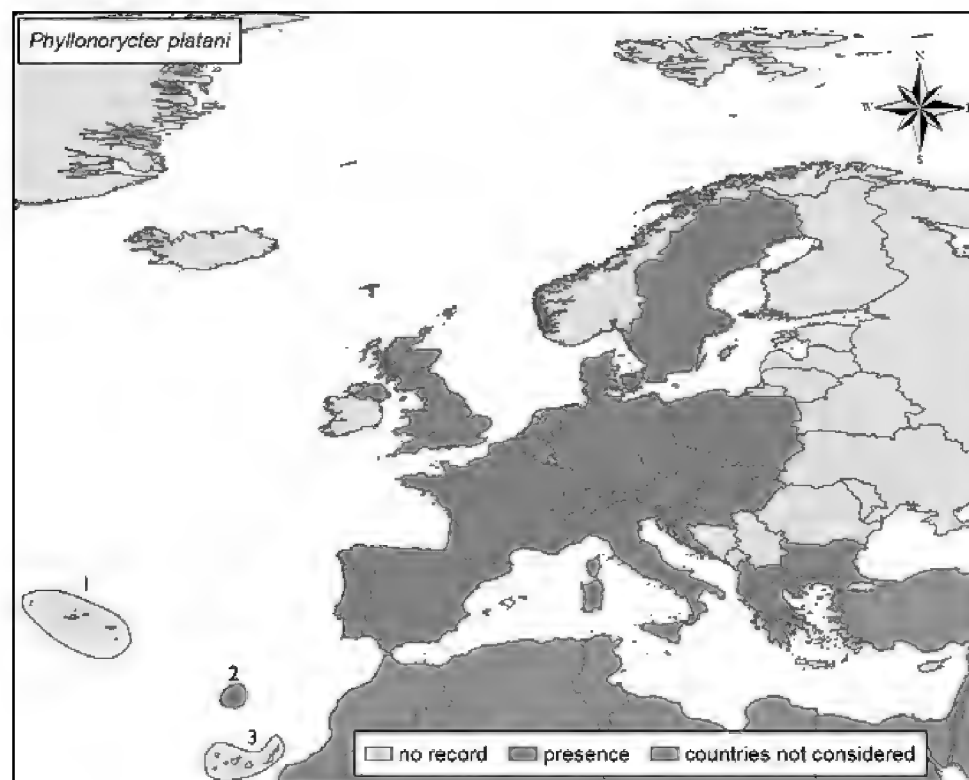 Phyllonorycter platani
N
W E
S
1
2
3
no record presence countries not considered